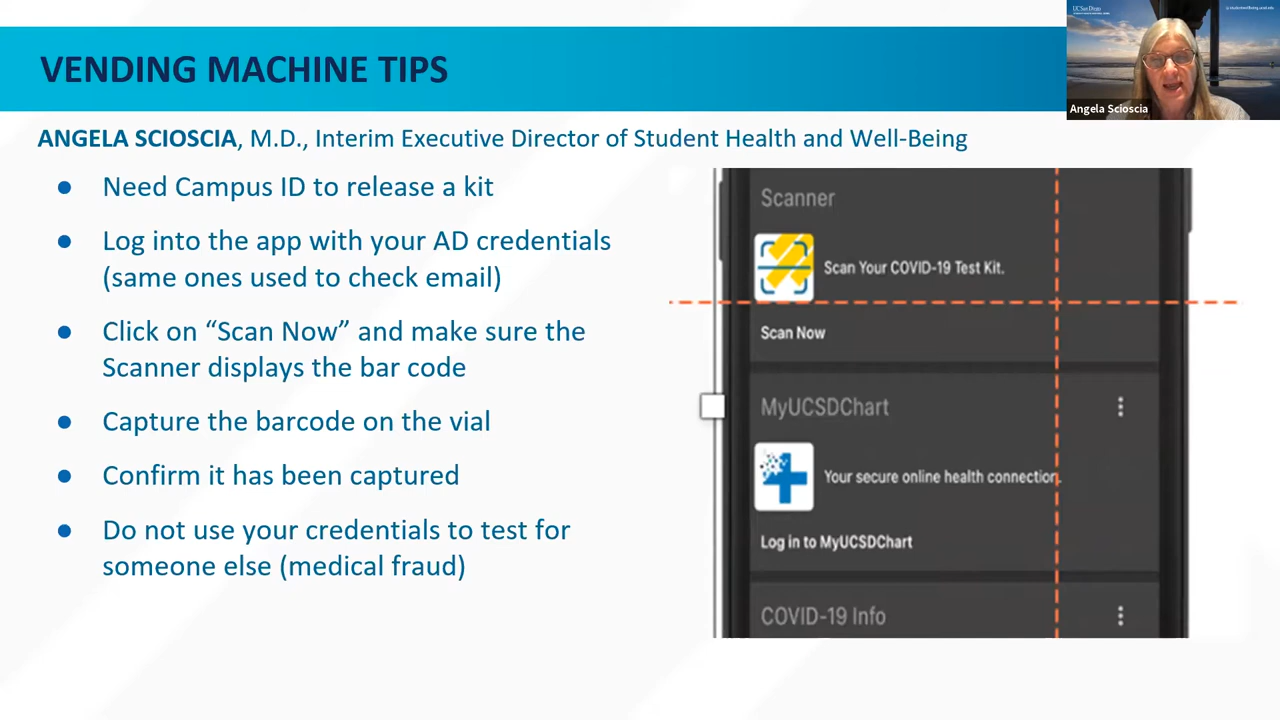 VENDING MACHINE TIPS
UC San Diego
Angela Scioscia
ANGELA SCIOSCIA, M.D., Interim Executive Director of Student Health and Well-Being
● Need Campus ID to release a kit
● Log into the app with your AD credentials
(same ones used to check email)
● Click on “Scan Now” and make sure the
Scanner displays the bar code
● Capture the barcode on the vial
● Confirm it has been captured
● Do not use your credentials to test for
someone else (medical fraud)
Scanner
Scan Your COVID-19 Test Kit.
Scan Now
MyUCSDChart
Your secure online health connection.
Log in to MyUCSDChart
COVID-19 Info